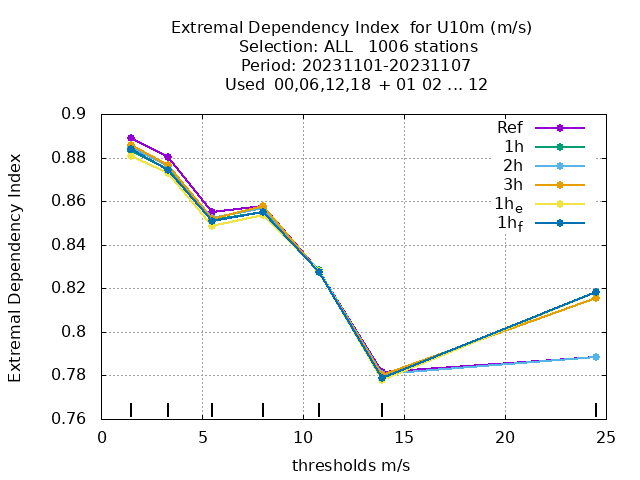 Extremal Dependency Index  for U10m (m/s)
Selection: ALL   1006 stations
Period: 20231101-20231107
Used  00,06,12,18 + 01 02 ... 12
Extremal Dependency Index
0.9
0.88
0.86
0.84
0.82
0.8
0.78
0.76
Ref
1h
2h
3h
1he
1hf
0 5 10 15 20 25
thresholds m/s